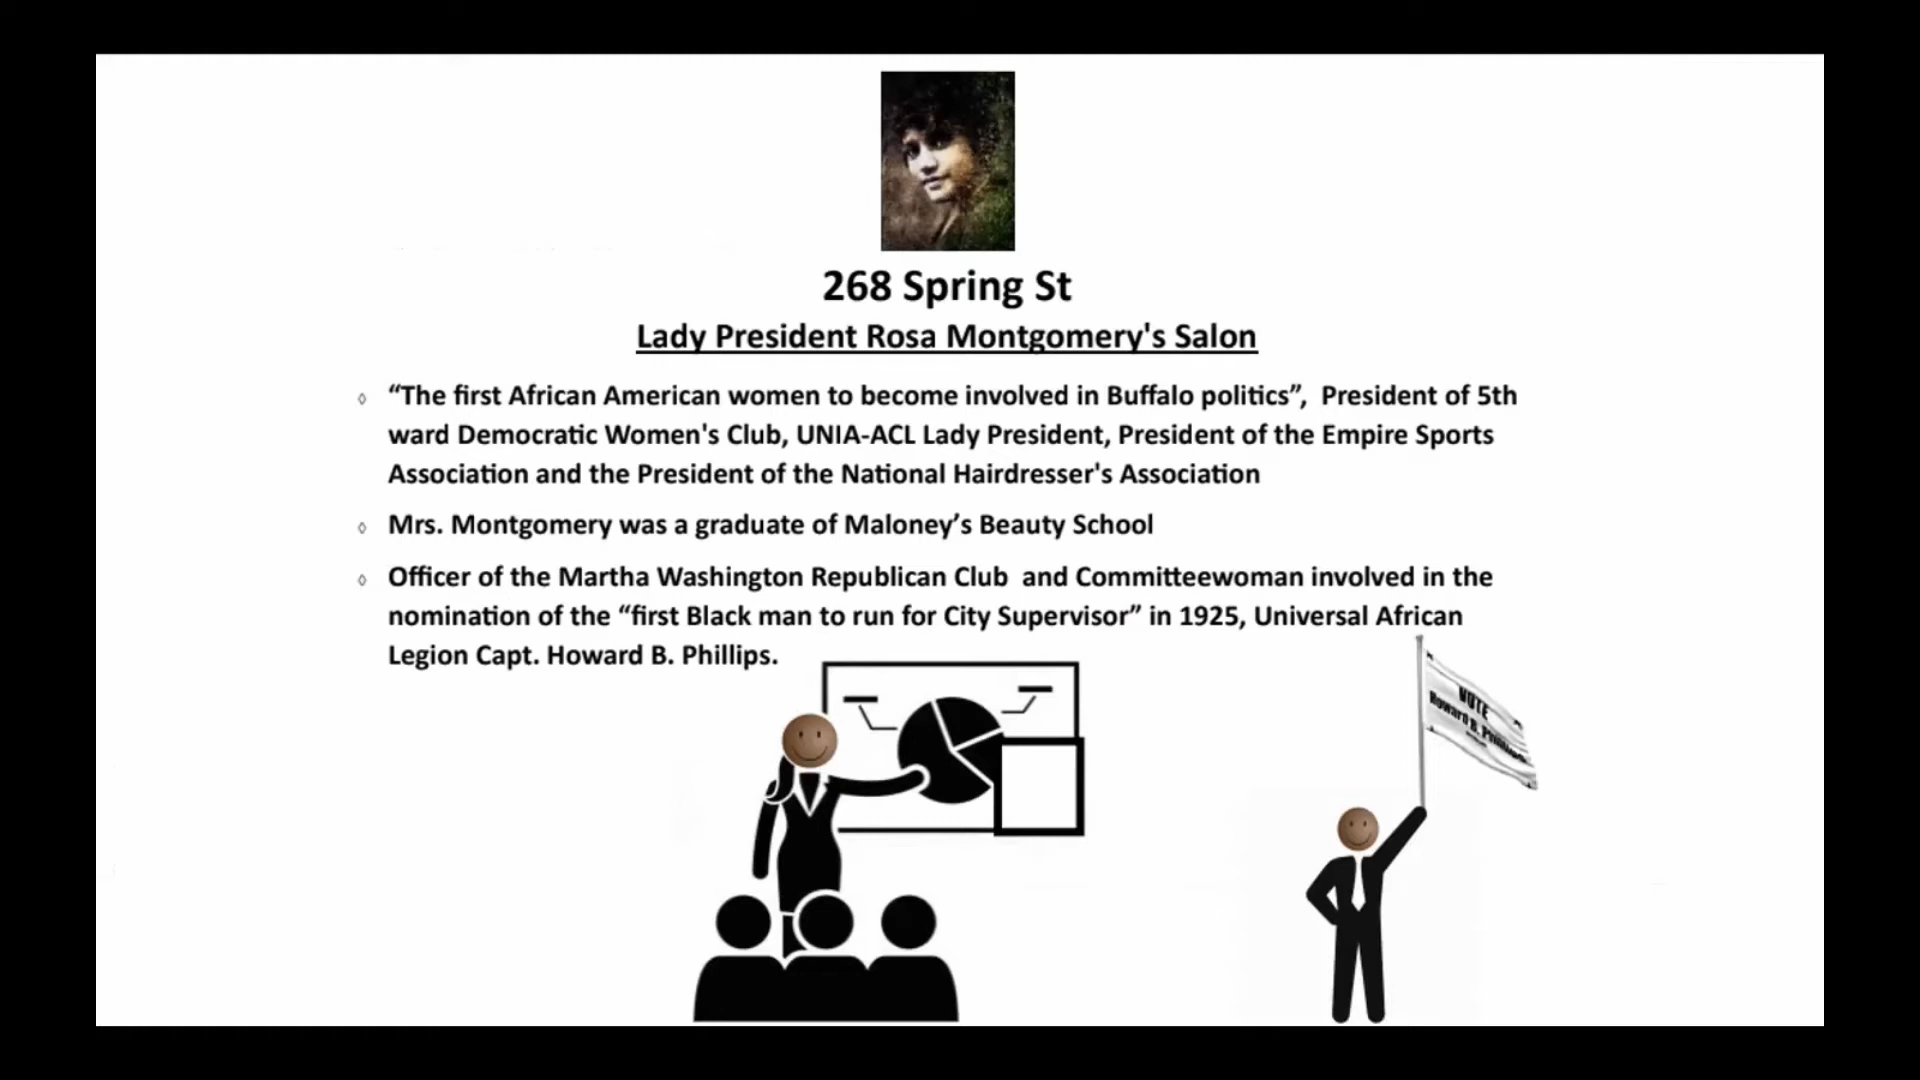 268 Spring St
Lady President Rosa Montgomery's Salon
“The first African American women to become involved in Buffalo politics”,  President of 5th
ward Democratic Women's Club, UNIA-ACL Lady President, President of the Empire Sports
Association and the President of the National Hairdresser's Association
Mrs. Montgomery was a graduate of Maloney’s Beauty School
Officer of the Martha Washington Republican Club  and Committeewoman involved in the
nomination of the “first Black man to run for City Supervisor” in 1925, Universal African
Legion Capt. Howard B. Phillips.
VOTE
Howard B. Phillips